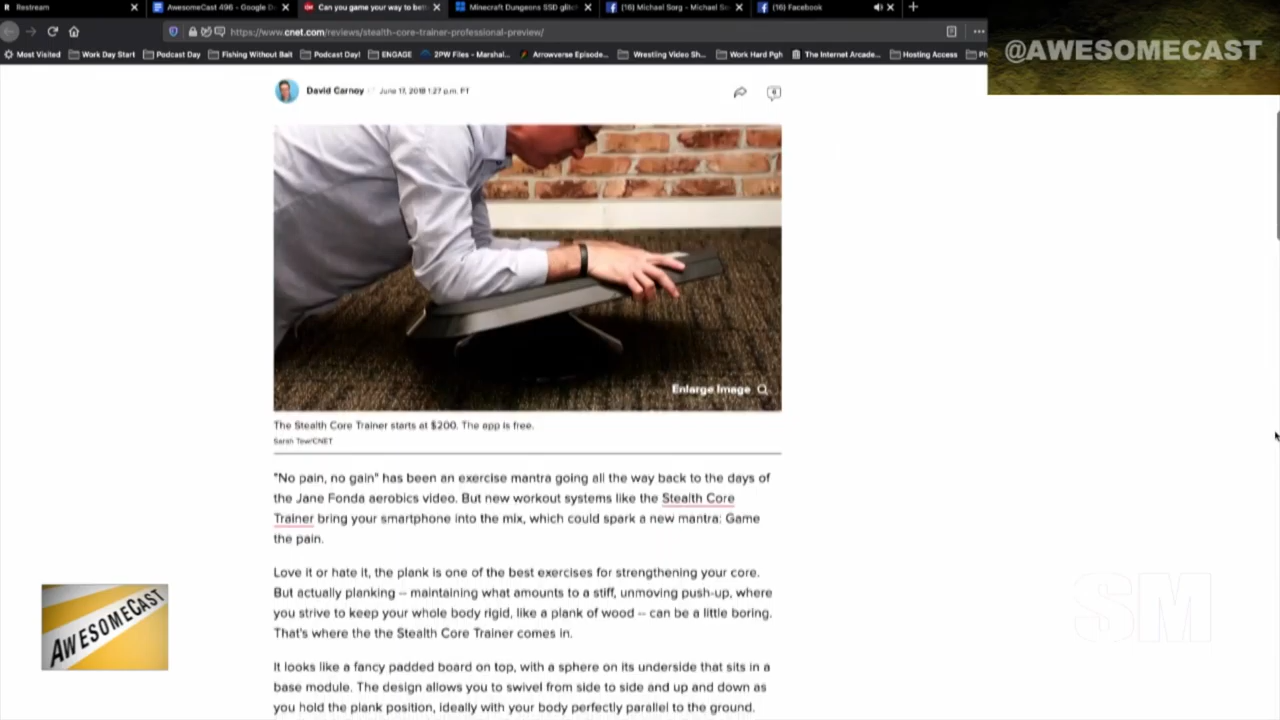 Restream
AwesomeCast 496 - Google D
Can you game your way to bett
Minecraft Dungeons SSD glitc
(16) Michael Sorg - Michael So
(16) Facebook
https://www.cnet.com/reviews/stealth-core-trainer-professional-preview/
Most Visited Work Day Start Podcast Day Fishing Without Bait Podcast Day! ENGAGE 2PW Files - Marshal... Arrowverse Episode... Wrestling Video Sh... Work Hard Pgh The Internet Arcade... Hosting Access Ph
@AWESOMECAST
David Carnoy June 17, 2018 1:27 p.m. PT
6
Enlarge Image
The Stealth Core Trainer starts at $200. The app is free.
Sarah Tew/CNET
"No pain, no gain" has been an exercise mantra going all the way back to the days of
the Jane Fonda aerobics video. But new workout systems like the Stealth Core
Trainer bring your smartphone into the mix, which could spark a new mantra: Game
the pain.
Love it or hate it, the plank is one of the best exercises for strengthening your core.
But actually planking -- maintaining what amounts to a stiff, unmoving push-up, where
you strive to keep your whole body rigid, like a plank of wood -- can be a little boring.
That's where the the Stealth Core Trainer comes in.
It looks like a fancy padded board on top, with a sphere on its underside that sits in a
base module. The design allows you to swivel from side to side and up and down as
you hold the plank position, ideally with your body perfectly parallel to the ground.
AWESOMECAST
SM